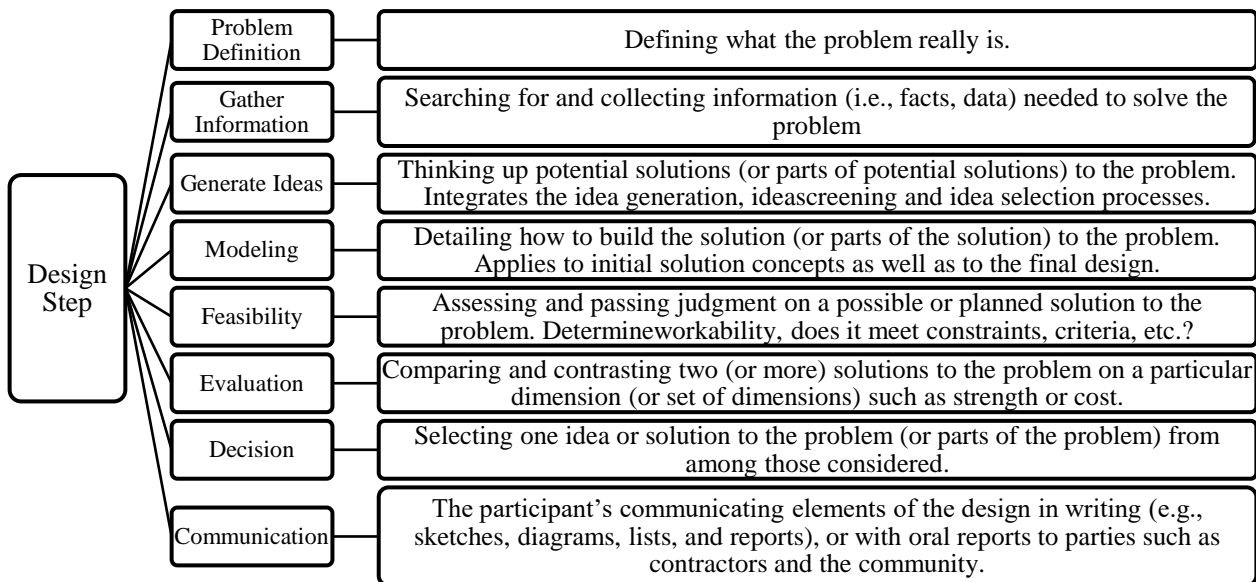 Problem
Definition
Defining what the problem really is.
Gather
Information
Searching for and collecting information (i.e., facts, data) needed to solve the
problem
Generate Ideas
Thinking up potential solutions (or parts of potential solutions) to the problem.
Integrates the idea generation, ideascreening and idea selection processes.
Design
Step
Modeling
Detailing how to build the solution (or parts of the solution) to the problem.
Applies to initial solution concepts as well as to the final design.
Feasibility
Assessing and passing judgment on a possible or planned solution to the
problem. Determineworkability, does it meet constraints, criteria, etc.?
Evaluation
Comparing and contrasting two (or more) solutions to the problem on a particular
dimension (or set of dimensions) such as strength or cost.
Decision
Selecting one idea or solution to the problem (or parts of the problem) from
among those considered.
Communication
The participant’s communicating elements of the design in writing (e.g.,
sketches, diagrams, lists, and reports), or with oral reports to parties such as
contractors and the community.